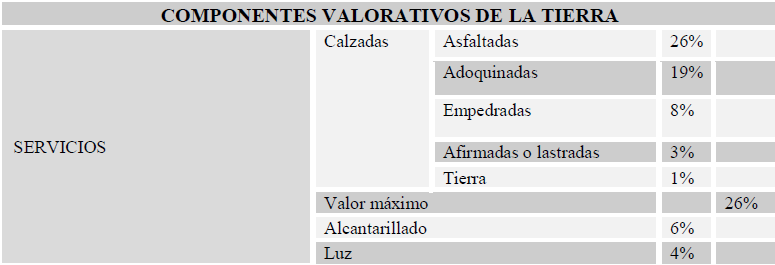 COMPONENTES VALORATIVOS DE LA TIERRA
SERVICIOS
Calzadas Asfaltadas 26%
Adoquinadas 19%
Empedradas 8%
Afirmadas o lastradas 3%
Tierra 1%
Valor máximo 26%
Alcantarillado 6%
Luz 4%